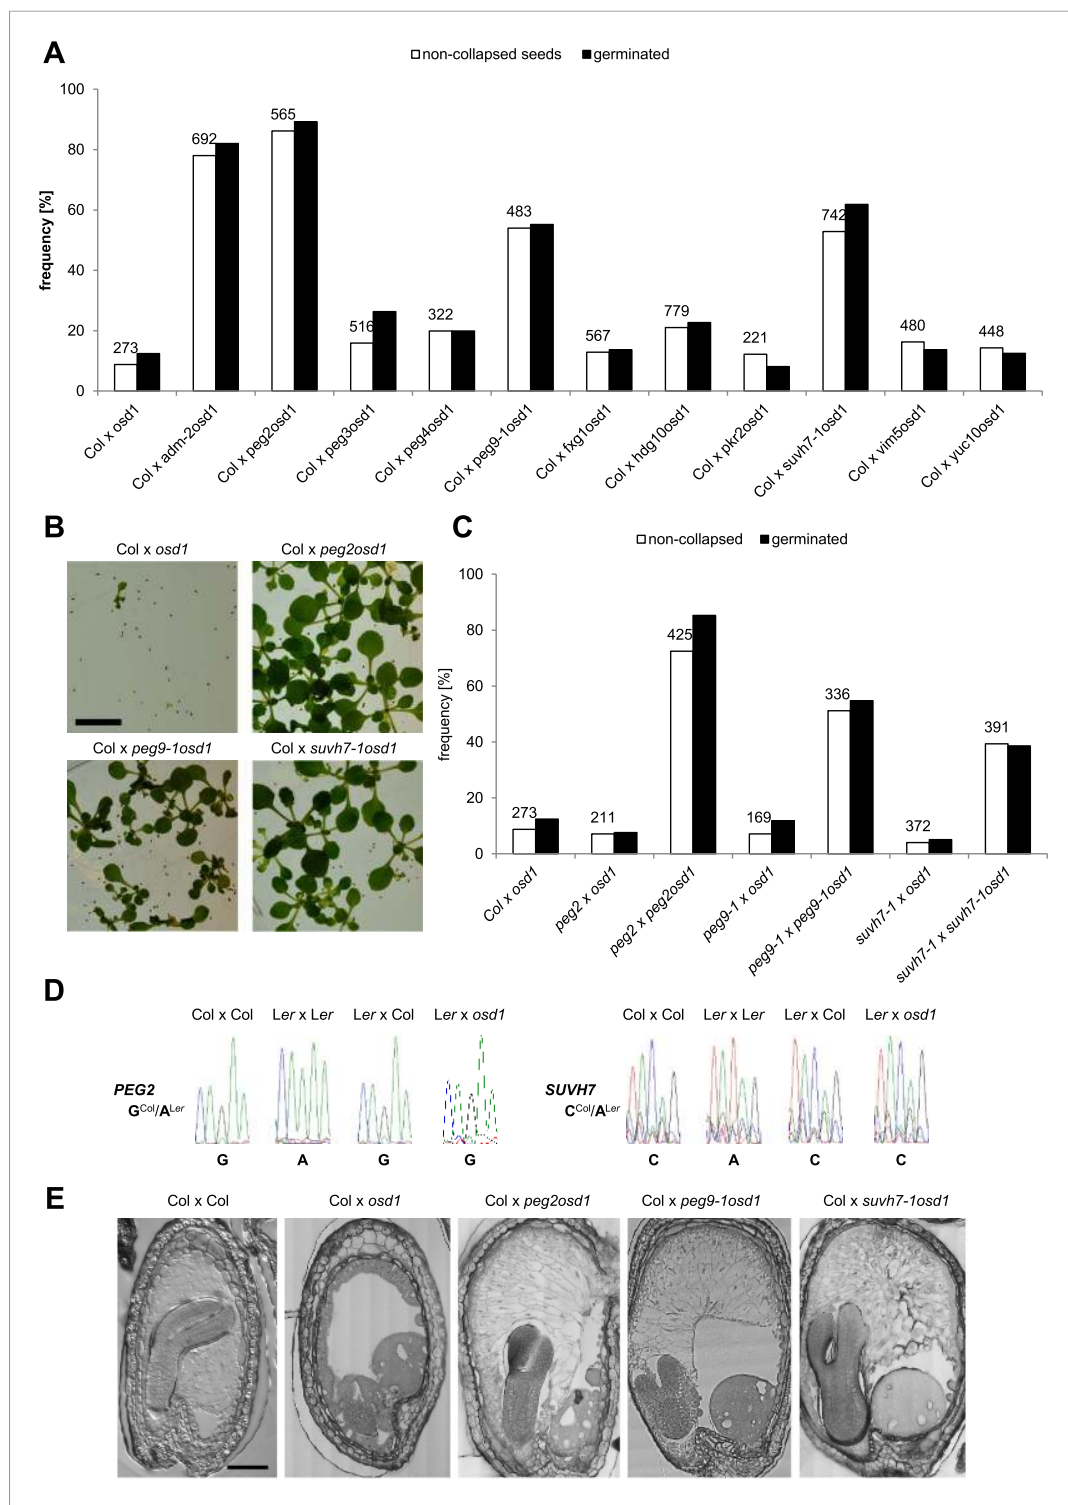 A
non-collapsed seeds germinated
frequency [%]
100
80
60
40
20
0
273
692
565
516
322
483
567
779
221
742
480
448
Col x osd1
Col x adm-2osd1
Col x peg2osd1
Col x peg3osd1
Col x peg4osd1
Col x peg9-1osd1
Col x fxg1osd1
Col x hdg10osd1
Col x pkr2osd1
Col x suvh7-1osd1
Col x vim5osd1
Col x yuc10osd1
B
Col x osd1 Col x peg2osd1
Col x peg9-1osd1 Col x suvh7-1osd1
C
non-collapsed germinated
frequency [%]
100
80
60
40
20
0
273
211
425
169
336
372
391
Col x osd1
peg2 x osd1
peg2 x peg2osd1
peg9-1 x osd1
peg9-1 x peg9-1osd1
suvh7-1 x osd1
suvh7-1 x suvh7-1osd1
D
Col x Col Ler x Ler Ler x Col Ler x osd1
PEG2
G^Col/A^Ler
G A G G
Col x Col Ler x Ler Ler x Col Ler x osd1
SUVH7
C^Col/A^Ler
C A C C
E
Col x Col Col x osd1 Col x peg2osd1 Col x peg9-1osd1 Col x suvh7-1osd1